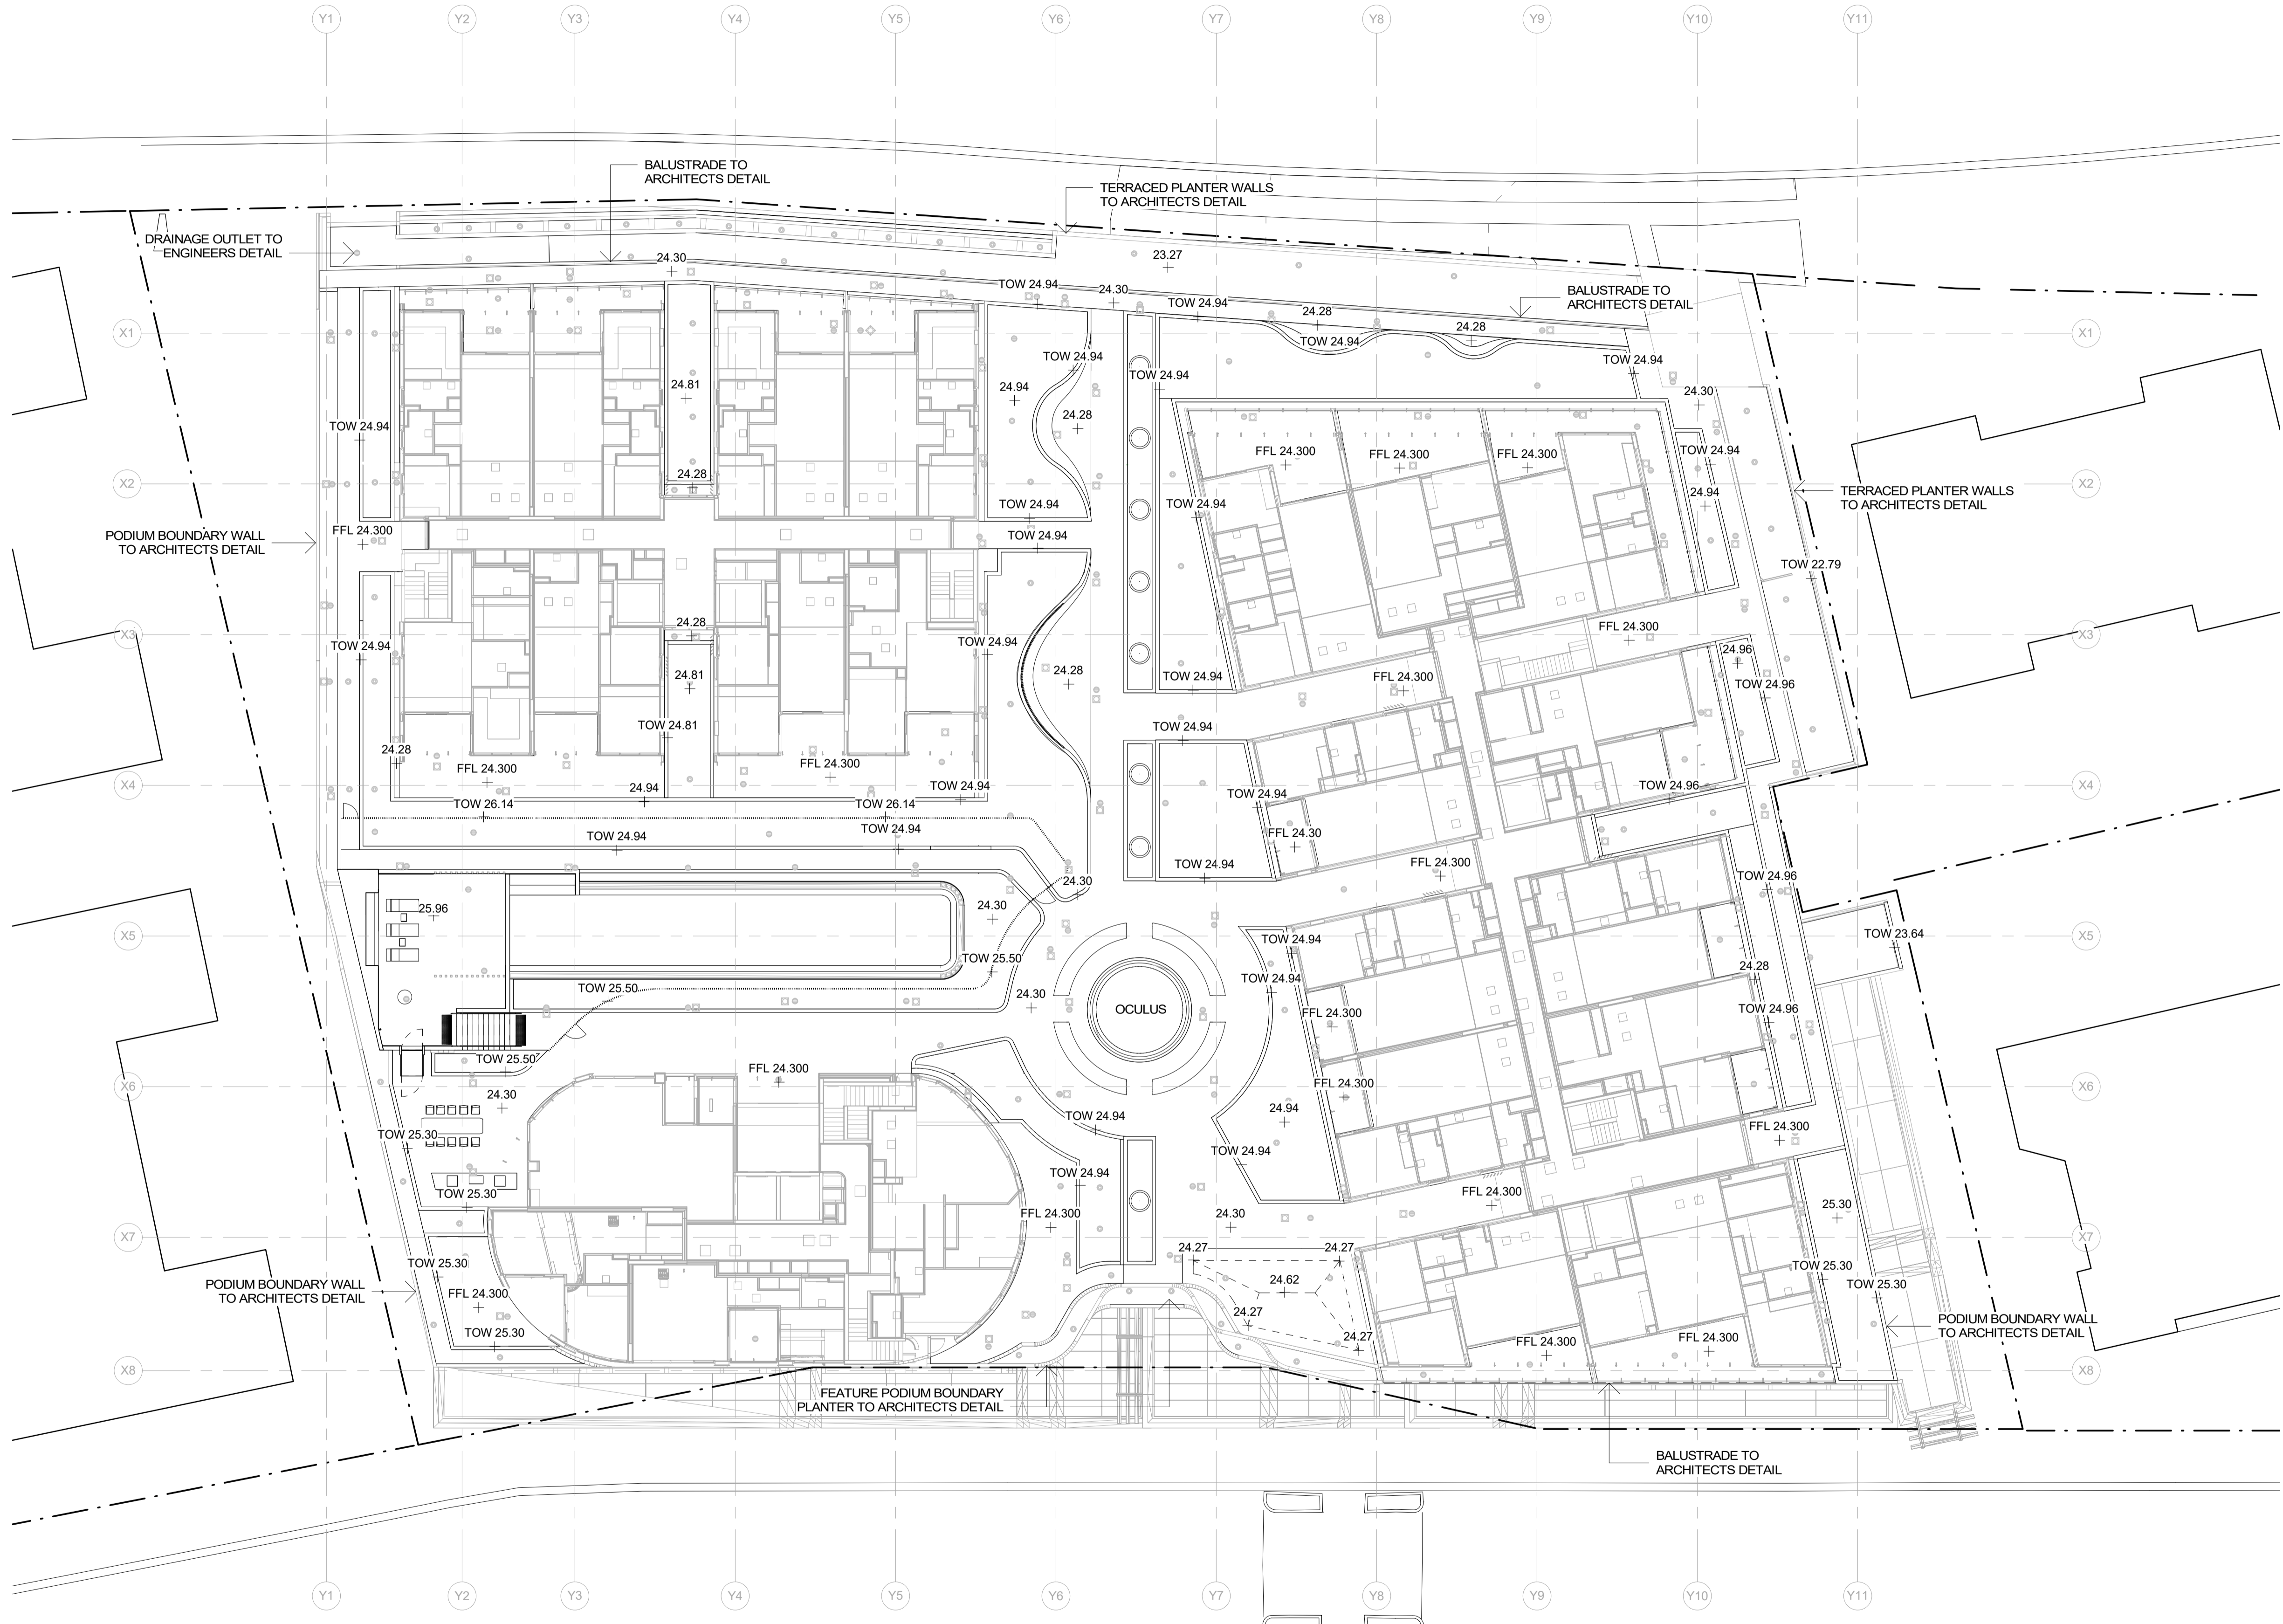 Y1 Y2 Y3 Y4 Y5 Y6 Y7 Y8 Y9 Y10 Y11
BALUSTRADE TO
ARCHITECTS DETAIL
TERRACED PLANTER WALLS
TO ARCHITECTS DETAIL
DRAINAGE OUTLET TO
ENGINEERS DETAIL
24.30
23.27
TOW 24.94
24.30
TOW 24.94
BALUSTRADE TO
ARCHITECTS DETAIL
24.28
24.28
X1
X1
TOW 24.94
TOW 24.94
TOW 24.94
TOW 24.94
24.81
24.94
24.30
24.28
TOW 24.94
FFL 24.300
FFL 24.300
FFL 24.300
TOW 24.94
24.28
X2
X2
24.94
TERRACED PLANTER WALLS
TO ARCHITECTS DETAIL
TOW 24.94
TOW 24.94
FFL 24.300
TOW 24.94
PODIUM BOUNDARY WALL
TO ARCHITECTS DETAIL
TOW 22.79
24.28
FFL 24.300
X3
X3
TOW 24.94
TOW 24.94
24.96
24.81
24.28
TOW 24.94
FFL 24.300
TOW 24.96
TOW 24.81
TOW 24.94
24.28
FFL 24.300
FFL 24.300
X4
X4
24.94
TOW 24.94
TOW 24.94
TOW 24.96
TOW 26.14
TOW 26.14
TOW 24.94
TOW 24.94
FFL 24.30
TOW 24.94
FFL 24.300
TOW 24.96
24.30
25.96
24.30
X5
X5
TOW 24.94
TOW 23.64
TOW 25.50
TOW 24.94
24.28
TOW 25.50
24.30
OCULUS
FFL 24.300
TOW 24.96
TOW 25.50
FFL 24.300
X6
X6
FFL 24.300
24.30
24.94
TOW 24.94
TOW 25.30
FFL 24.300
TOW 24.94
TOW 24.94
TOW 25.30
FFL 24.300
25.30
FFL 24.300
24.30
X7
X7
24.27
24.27
TOW 25.30
TOW 25.30
24.62
TOW 25.30
PODIUM BOUNDARY WALL
TO ARCHITECTS DETAIL
FFL 24.300
24.27
PODIUM BOUNDARY WALL
TO ARCHITECTS DETAIL
TOW 25.30
24.27
FFL 24.300
FFL 24.300
X8
X8
FEATURE PODIUM BOUNDARY
PLANTER TO ARCHITECTS DETAIL
BALUSTRADE TO
ARCHITECTS DETAIL
Y1 Y2 Y3 Y4 Y5 Y6 Y7 Y8 Y9 Y10 Y11